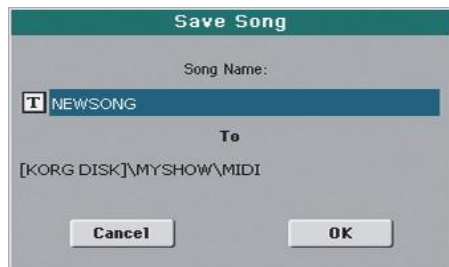 Save Song
Song Name:
T NEWSONG
To
[KORG DISK]\MYSHOW\MIDI
Cancel OK